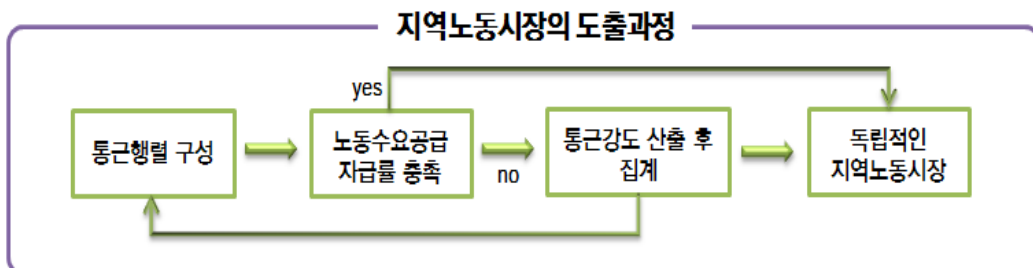 지역노동시장의 도출과정
yes
통근행렬 구성
노동수요공급
자급률 충족
no
통근강도 산출 후
집계
독립적인
지역노동시장